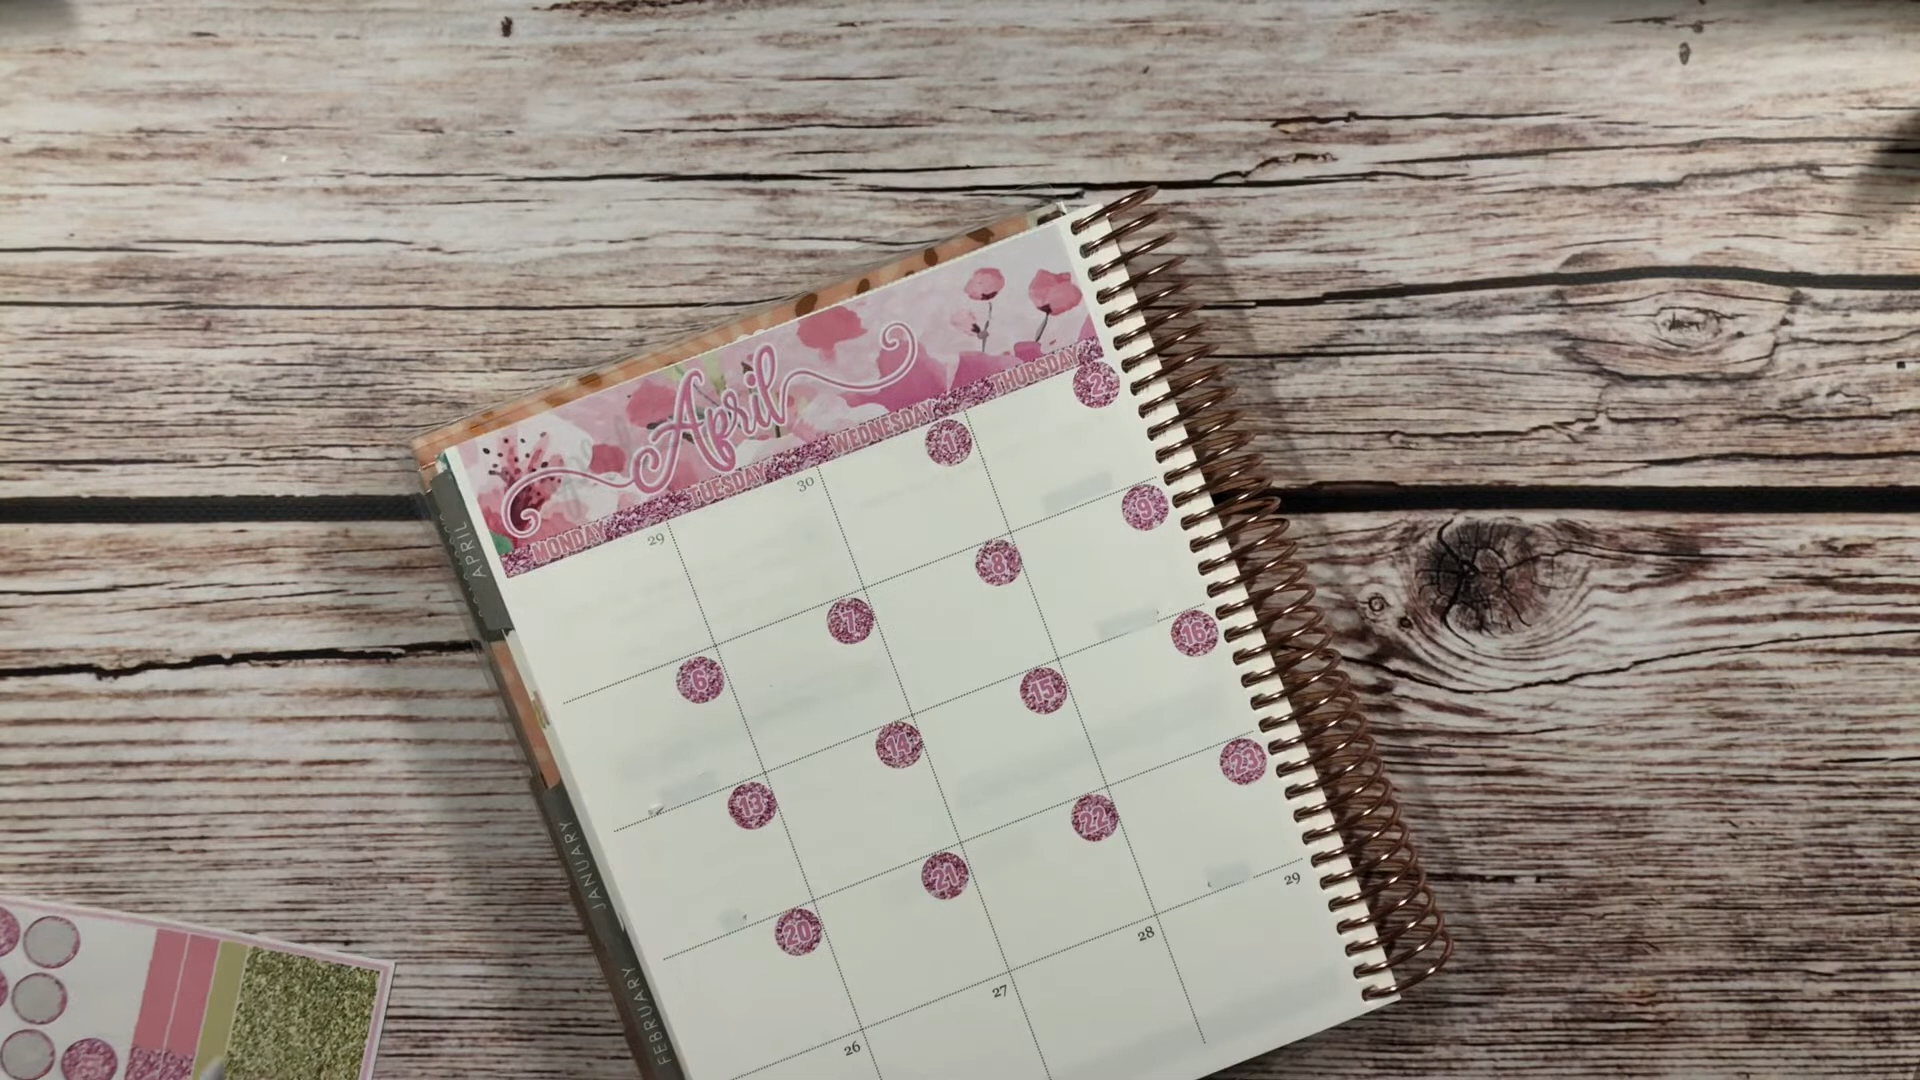 April
MONDAY TUESDAY WEDNESDAY THURSDAY
29 30 1 2
6 7 8 9
13 14 15 16
20 21 22 23
26 27 28 29
APRIL
JANUARY
FEBRUARY